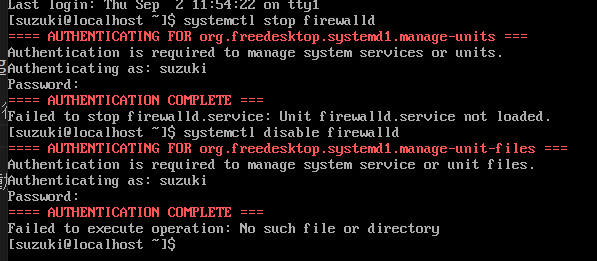 Last login: Thu Sep  2 11:54:22 on tty1
[suzuki@localhost ~]$ systemctl stop firewalld
==== AUTHENTICATING FOR org.freedesktop.systemd1.manage-units ===
Authentication is required to manage system services or units.
Authenticating as: suzuki
Password:
==== AUTHENTICATION COMPLETE ===
Failed to stop firewalld.service: Unit firewalld.service not loaded.
[suzuki@localhost ~]$ systemctl disable firewalld
==== AUTHENTICATING FOR org.freedesktop.systemd1.manage-unit-files ===
Authentication is required to manage system service or unit files.
Authenticating as: suzuki
Password:
==== AUTHENTICATION COMPLETE ===
Failed to execute operation: No such file or directory
[suzuki@localhost ~]$